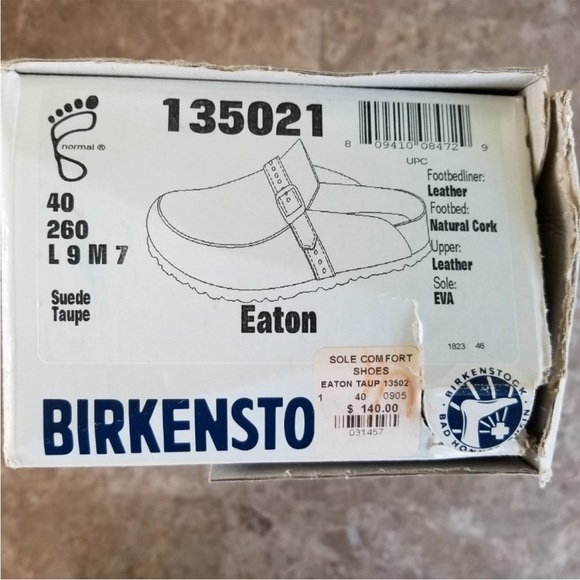 135021
normal ®
8 09410 08472 9
UPC
40
260
L 9 M 7
Suede
Taupe
Eaton
Footbedliner:
Leather
Footbed:
Natural Cork
Upper:
Leather
Sole:
EVA
1823 46
BIRKENSTO
SOLE COMFORT
SHOES
EATON TAUP 13502
1 40 0905
$ 140.00
031457
BIRKENSTOCK
BAD